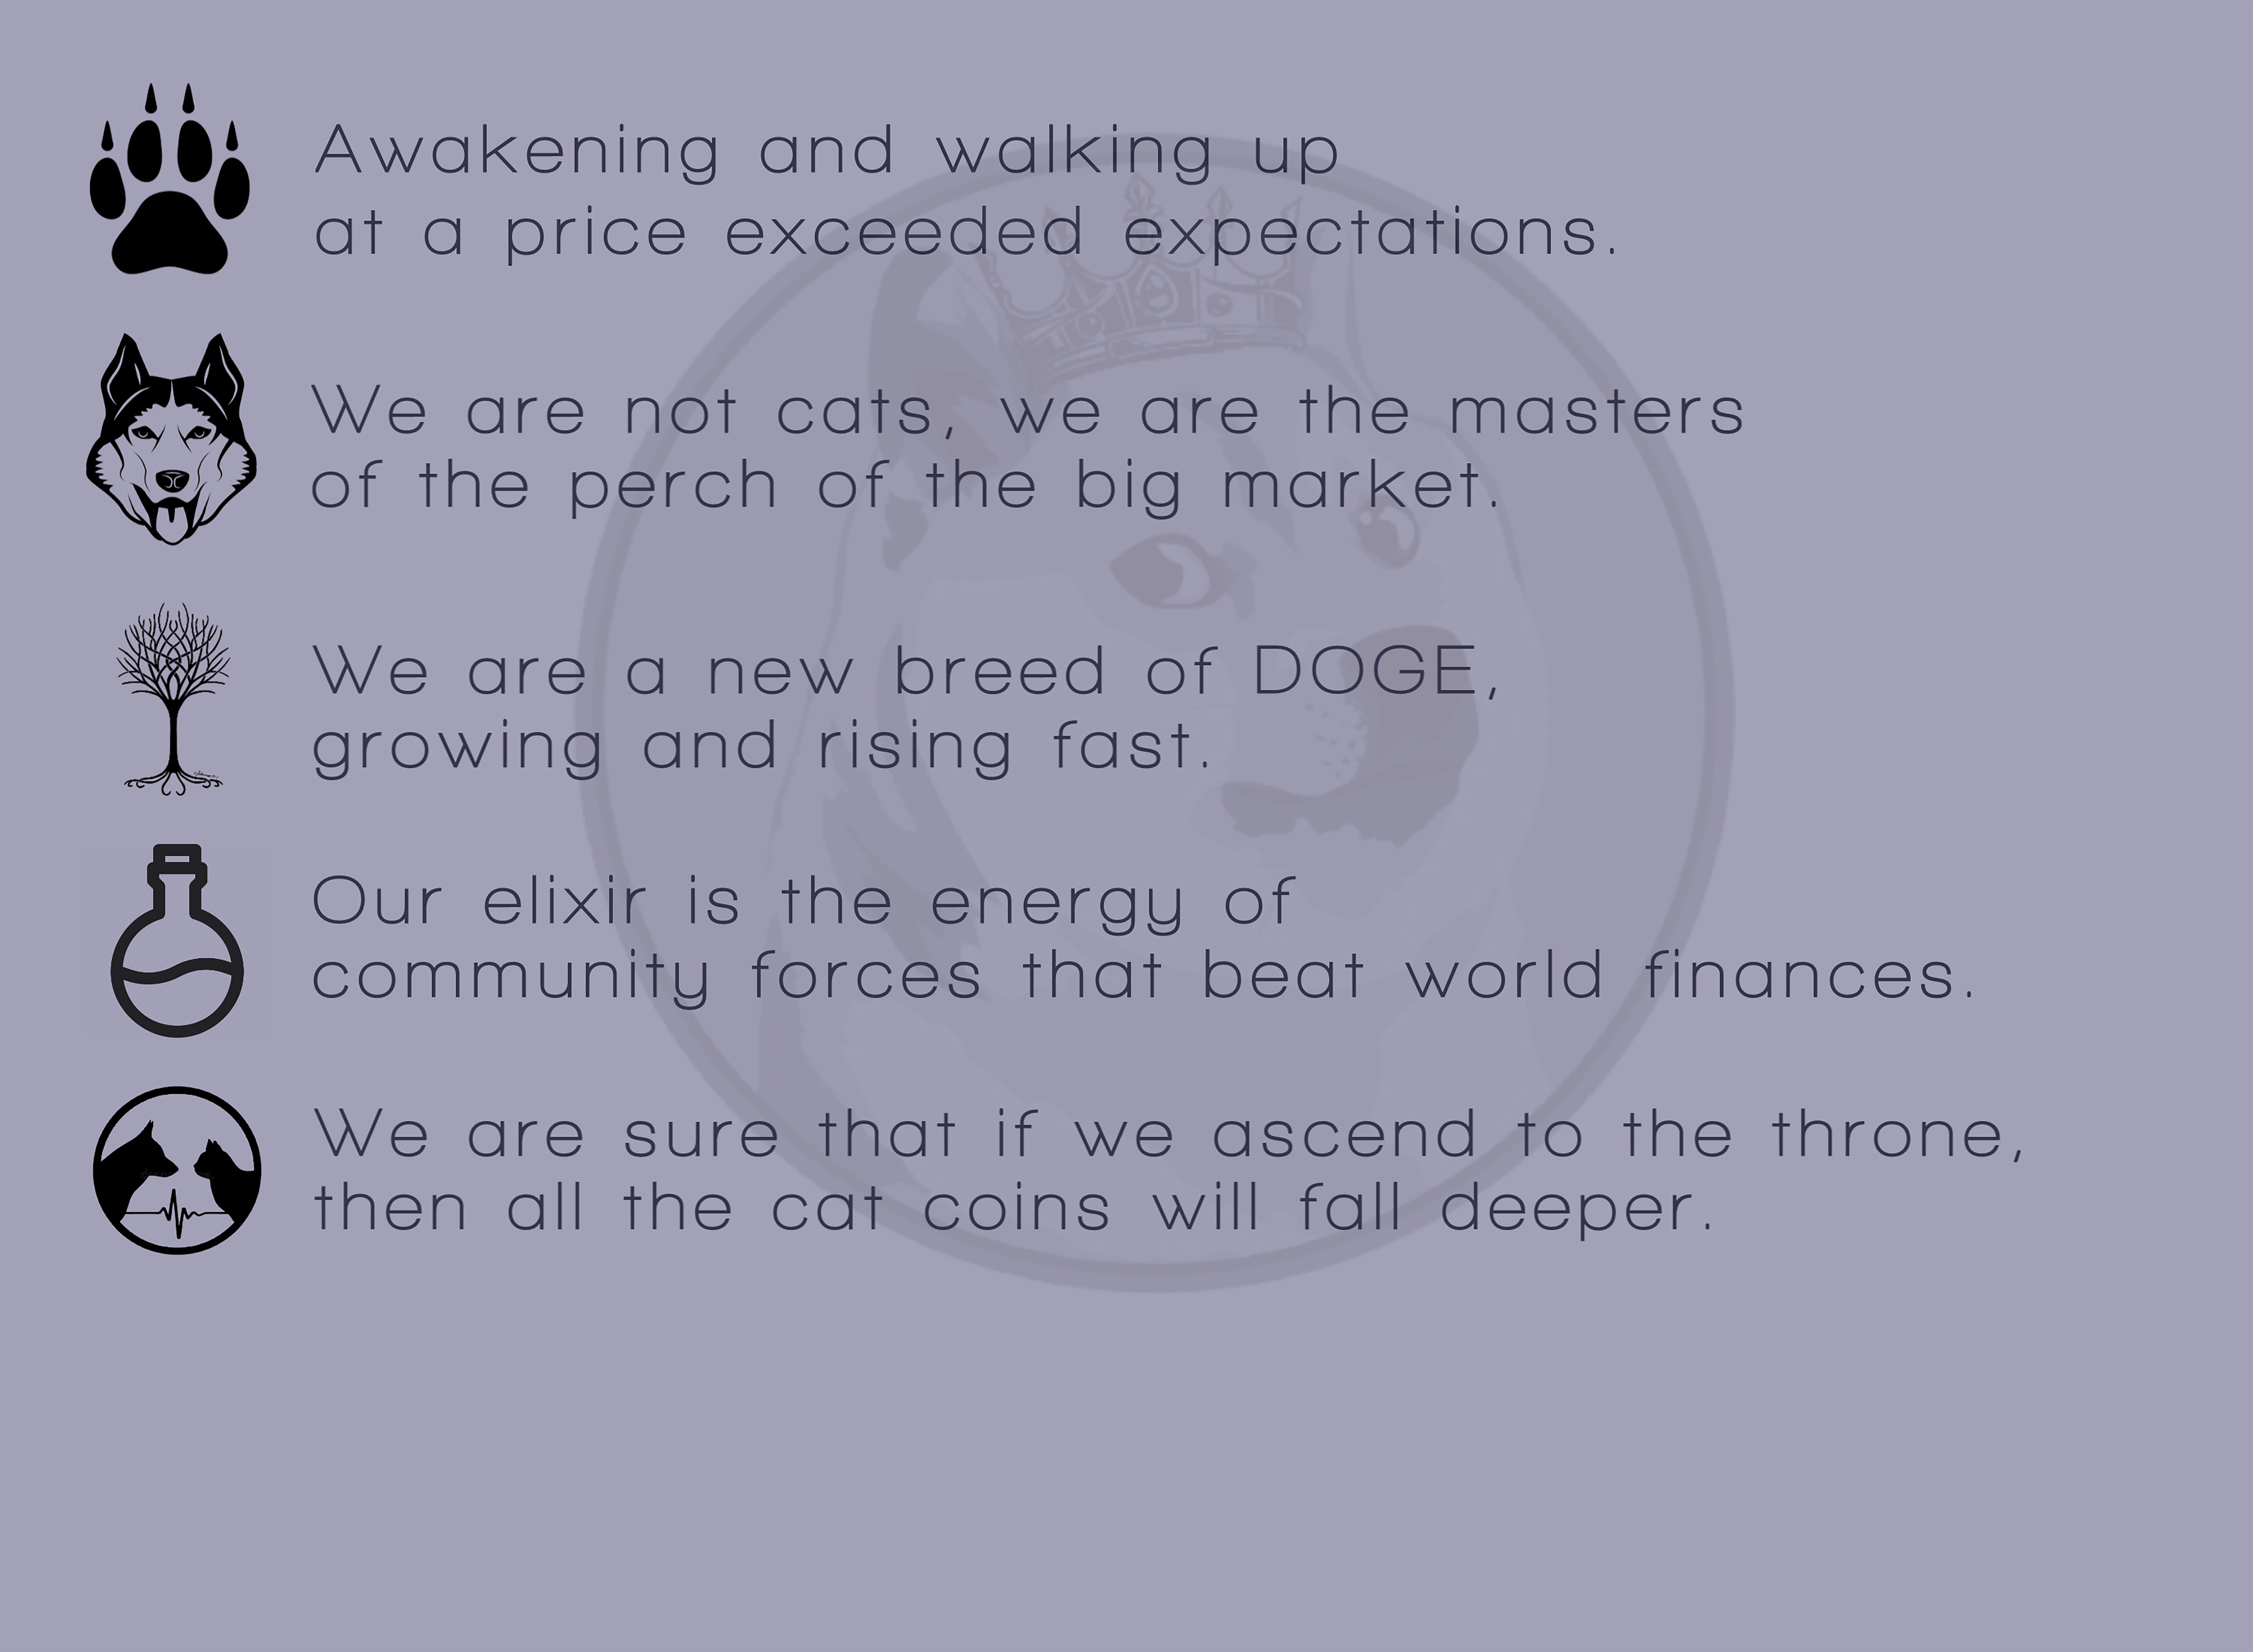 Awakening and walking up
at a price exceeded expectations.
We are not cats, we are the masters
of the perch of the big market.
We are a new breed of DOGE,
growing and rising fast.
Our elixir is the energy of
community forces that beat world finances.
We are sure that if we ascend to the throne,
then all the cat coins will fall deeper.